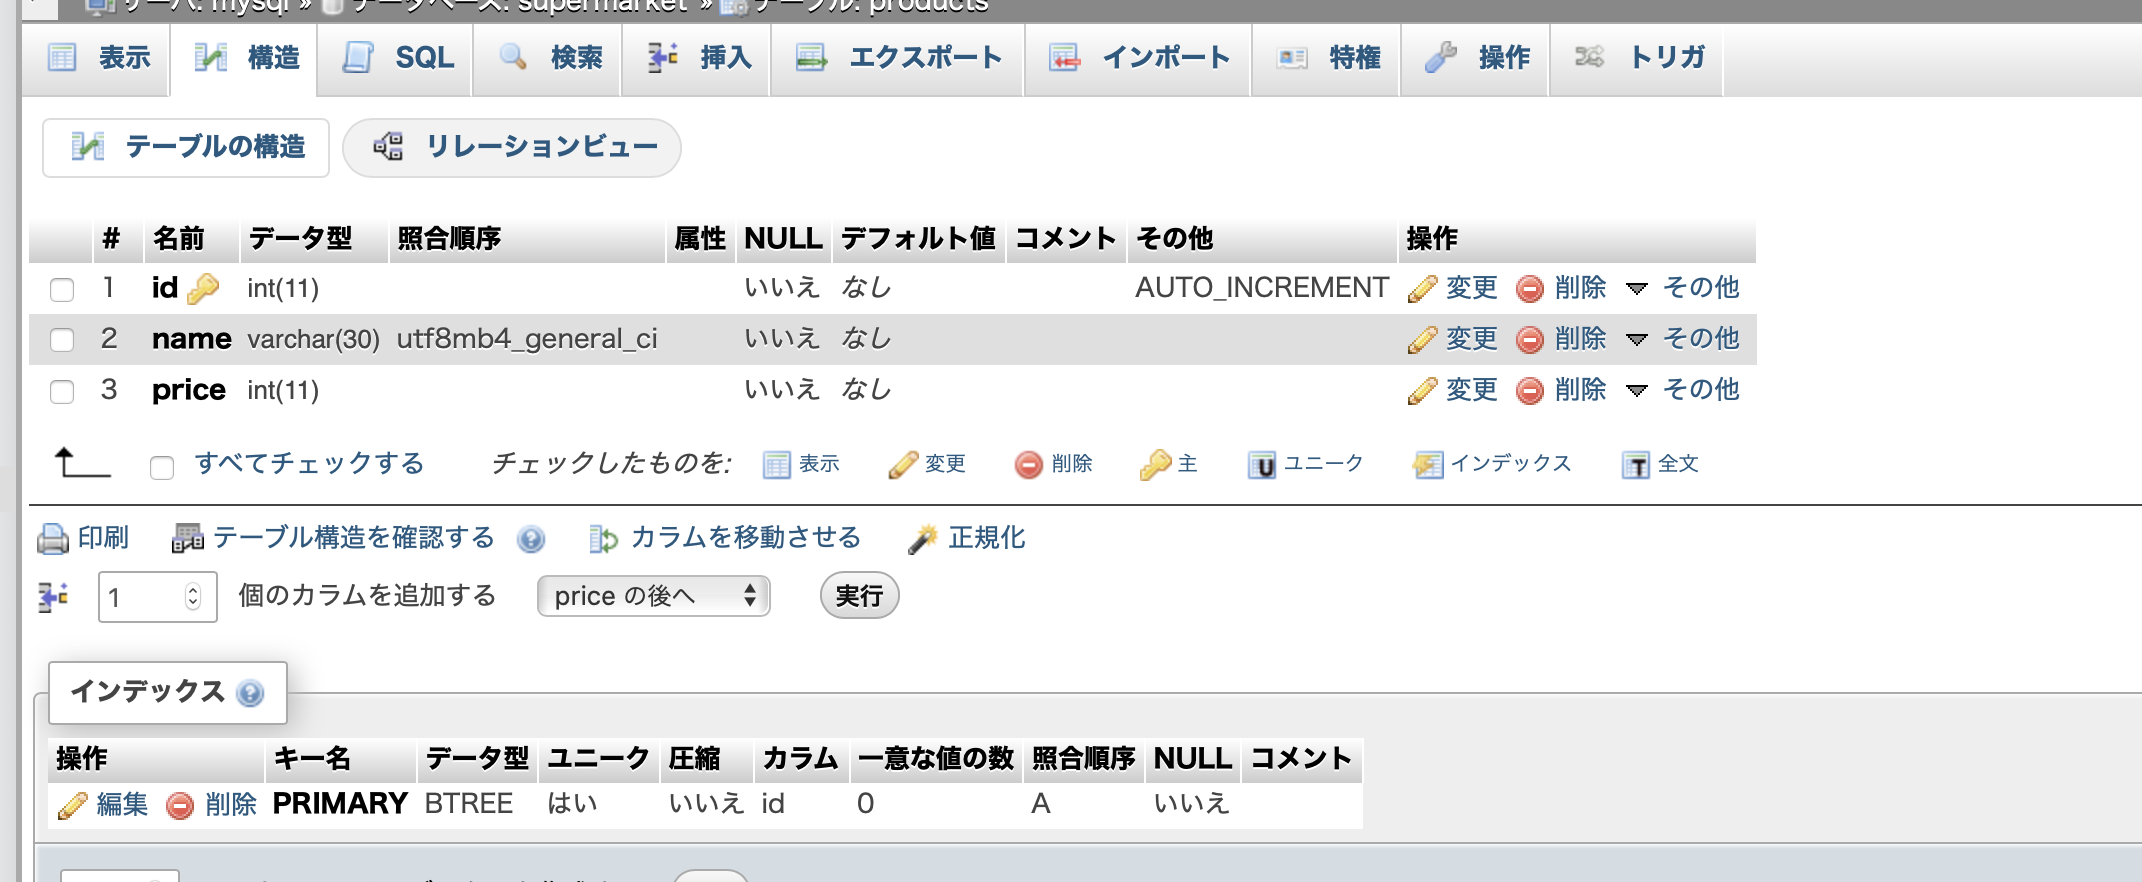 サーバ: mysql » データベース: supermarket » テーブル: products
表示 構造 SQL 検索 挿入 エクスポート インポート 特権 操作 トリガ
テーブルの構造 リレーションビュー
# 名前 データ型 照合順序 属性 NULL デフォルト値 コメント その他 操作
1 id int(11) いいえ なし AUTO_INCREMENT 変更 削除 その他
2 name varchar(30) utf8mb4_general_ci いいえ なし 変更 削除 その他
3 price int(11) いいえ なし 変更 削除 その他
すべてチェックする チェックしたものを: 表示 変更 削除 主 ユニーク インデックス 全文
印刷 テーブル構造を確認する カラムを移動させる 正規化
1 個のカラムを追加する price の後へ 実行
インデックス
操作 キー名 データ型 ユニーク 圧縮 カラム 一意な値の数 照合順序 NULL コメント
編集 削除 PRIMARY BTREE はい いいえ id 0 A いいえ